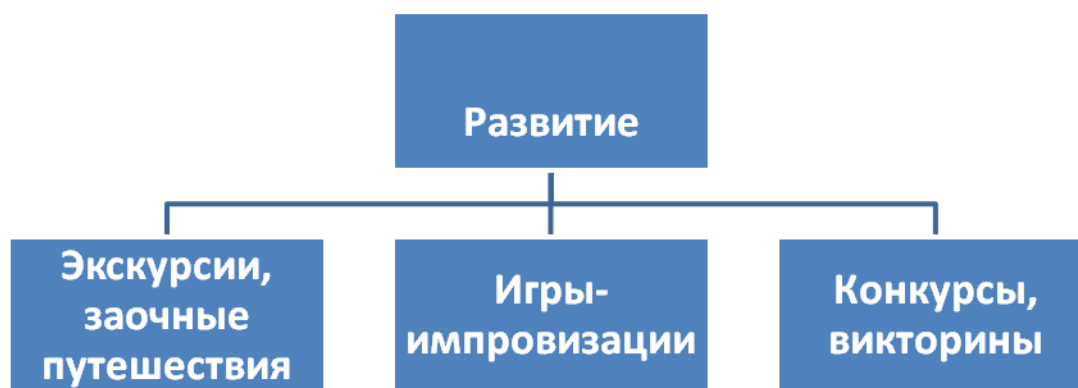 Развитие
Экскурсии,
заочные
путешествия
Игры-
импровизации
Конкурсы,
викторины